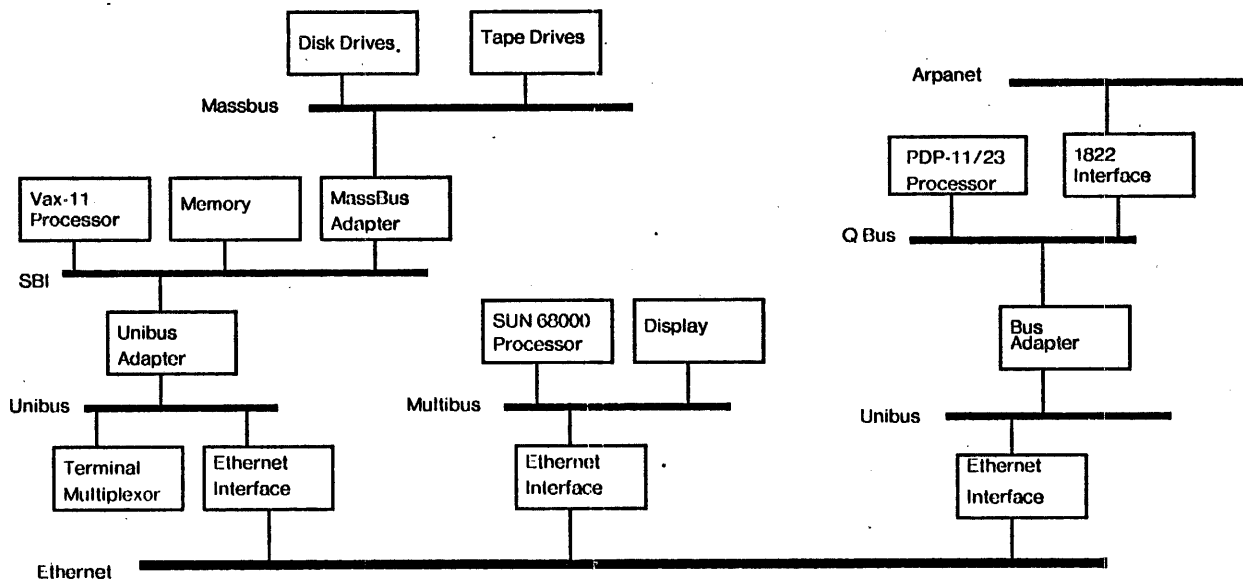 Disk Drives.
Tape Drives
Arpanet
Massbus
PDP-11/23
Processor
1822
Interface
Vax-11
Processor
Memory
MassBus
Adapter
Q Bus
SBI
Unibus
Adapter
SUN 68000
Processor
Display
Bus
Adapter
Unibus
Multibus
Unibus
Terminal
Multiplexor
Ethernet
Interface
Ethernet
Interface
Ethernet
Interface
Ethernet